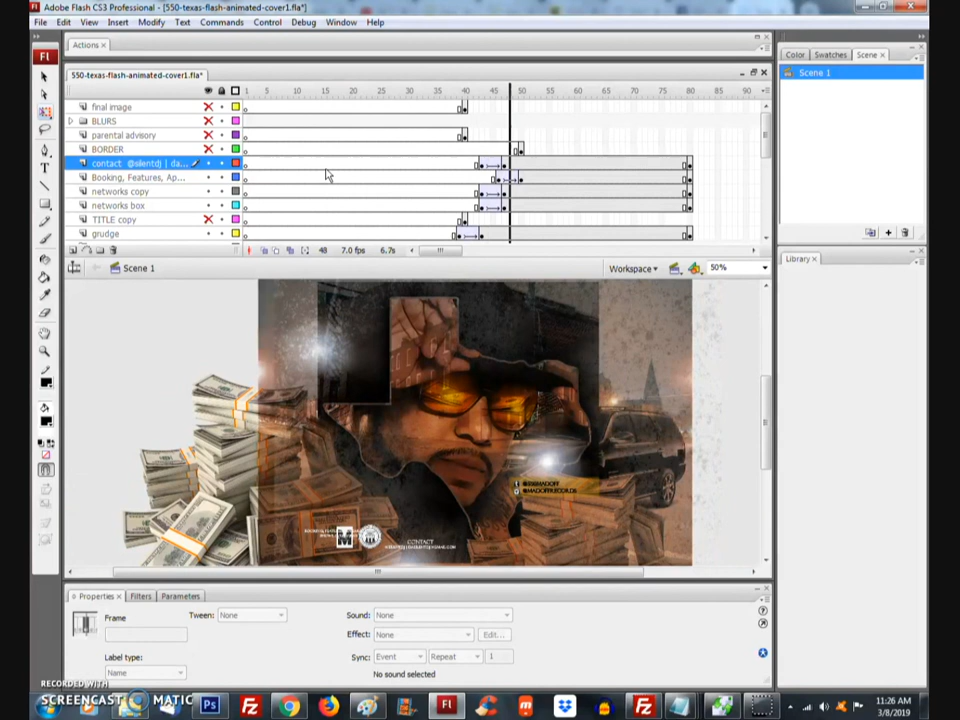 Adobe Flash CS3 Professional - [550-texas-flash-animated-cover1.fla*]
File Edit View Insert Modify Text Commands Control Debug Window Help
Actions ×
550-texas-flash-animated-cover1.fla*
1 5 10 15 20 25 30 35 40 45 50 55 60 65 70 75 80 85 90
final image
BLURS
parental advisory
BORDER
contact @silentdj | da...
Booking, Features, Ap...
networks copy
networks box
TITLE copy
grudge
48 7.0 fps 6.7s
Scene 1
Workspace 50%
CONTACT
Properties × Filters Parameters
Frame
Tween: None
Sound: None
Effect: None Edit...
Label type:
Name
Sync: Event Repeat 1
No sound selected
Color Swatches Scene ×
Scene 1
Library ×
RECORDED WITH
SCREENCAST MATIC
11:26 AM
3/8/2019